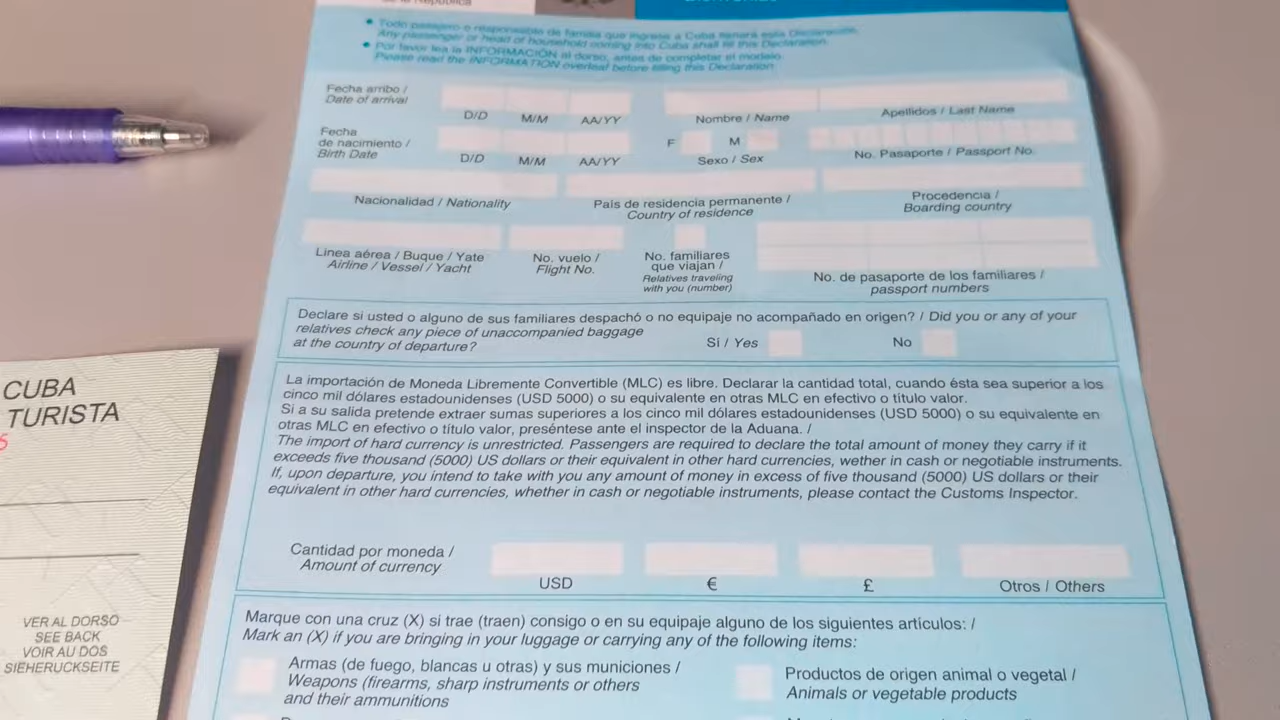 de la República
• Todo pasajero o responsable de familia que ingrese a Cuba llenará esta Declaración.
Any passenger or head of household coming into Cuba shall fill this Declaration.
• Por favor lea la INFORMACIÓN al dorso, antes de completar el modelo.
Please read the INFORMATION overleaf before filling this Declaration.
Fecha arribo /
Date of arrival
D/D M/M AA/YY
Nombre / Name
Apellidos / Last Name
Fecha
de nacimiento /
Birth Date
D/D M/M AA/YY
F M
Sexo / Sex
No. Pasaporte / Passport No.
Nacionalidad / Nationality
País de residencia permanente /
Country of residence
Procedencia /
Boarding country
Línea aérea / Buque / Yate
Airline / Vessel / Yacht
No. vuelo /
Flight No.
No. familiares
que viajan /
Relatives traveling
with you (number)
No. de pasaporte de los familiares /
passport numbers
Declare si usted o alguno de sus familiares despachó o no equipaje no acompañado en origen? / Did you or any of your
relatives check any piece of unaccompanied baggage
at the country of departure?
Sí / Yes No
La importación de Moneda Libremente Convertible (MLC) es libre. Declarar la cantidad total, cuando ésta sea superior a los
cinco mil dólares estadounidenses (USD 5000) o su equivalente en otras MLC en efectivo o título valor.
Si a su salida pretende extraer sumas superiores a los cinco mil dólares estadounidenses (USD 5000) o su equivalente en
otras MLC en efectivo o título valor, preséntese ante el inspector de la Aduana. /
The import of hard currency is unrestricted. Passengers are required to declare the total amount of money they carry if it
exceeds five thousand (5000) US dollars or their equivalent in other hard currencies, wether in cash or negotiable instruments.
If, upon departure, you intend to take with you any amount of money in excess of five thousand (5000) US dollars or their
equivalent in other hard currencies, whether in cash or negotiable instruments, please contact the Customs Inspector.
Cantidad por moneda /
Amount of currency
USD € £ Otros / Others
Marque con una cruz (X) si trae (traen) consigo o en su equipaje alguno de los siguientes artículos: /
Mark an (X) if you are bringing in your luggage or carrying any of the following items:
Armas (de fuego, blancas u otras) y sus municiones /
Weapons (firearms, sharp instruments or others
and their ammunitions
Productos de origen animal o vegetal /
Animals or vegetable products
CUBA
TURISTA
VER AL DORSO
SEE BACK
VOIR AU DOS
SIEHERUCKSEITE